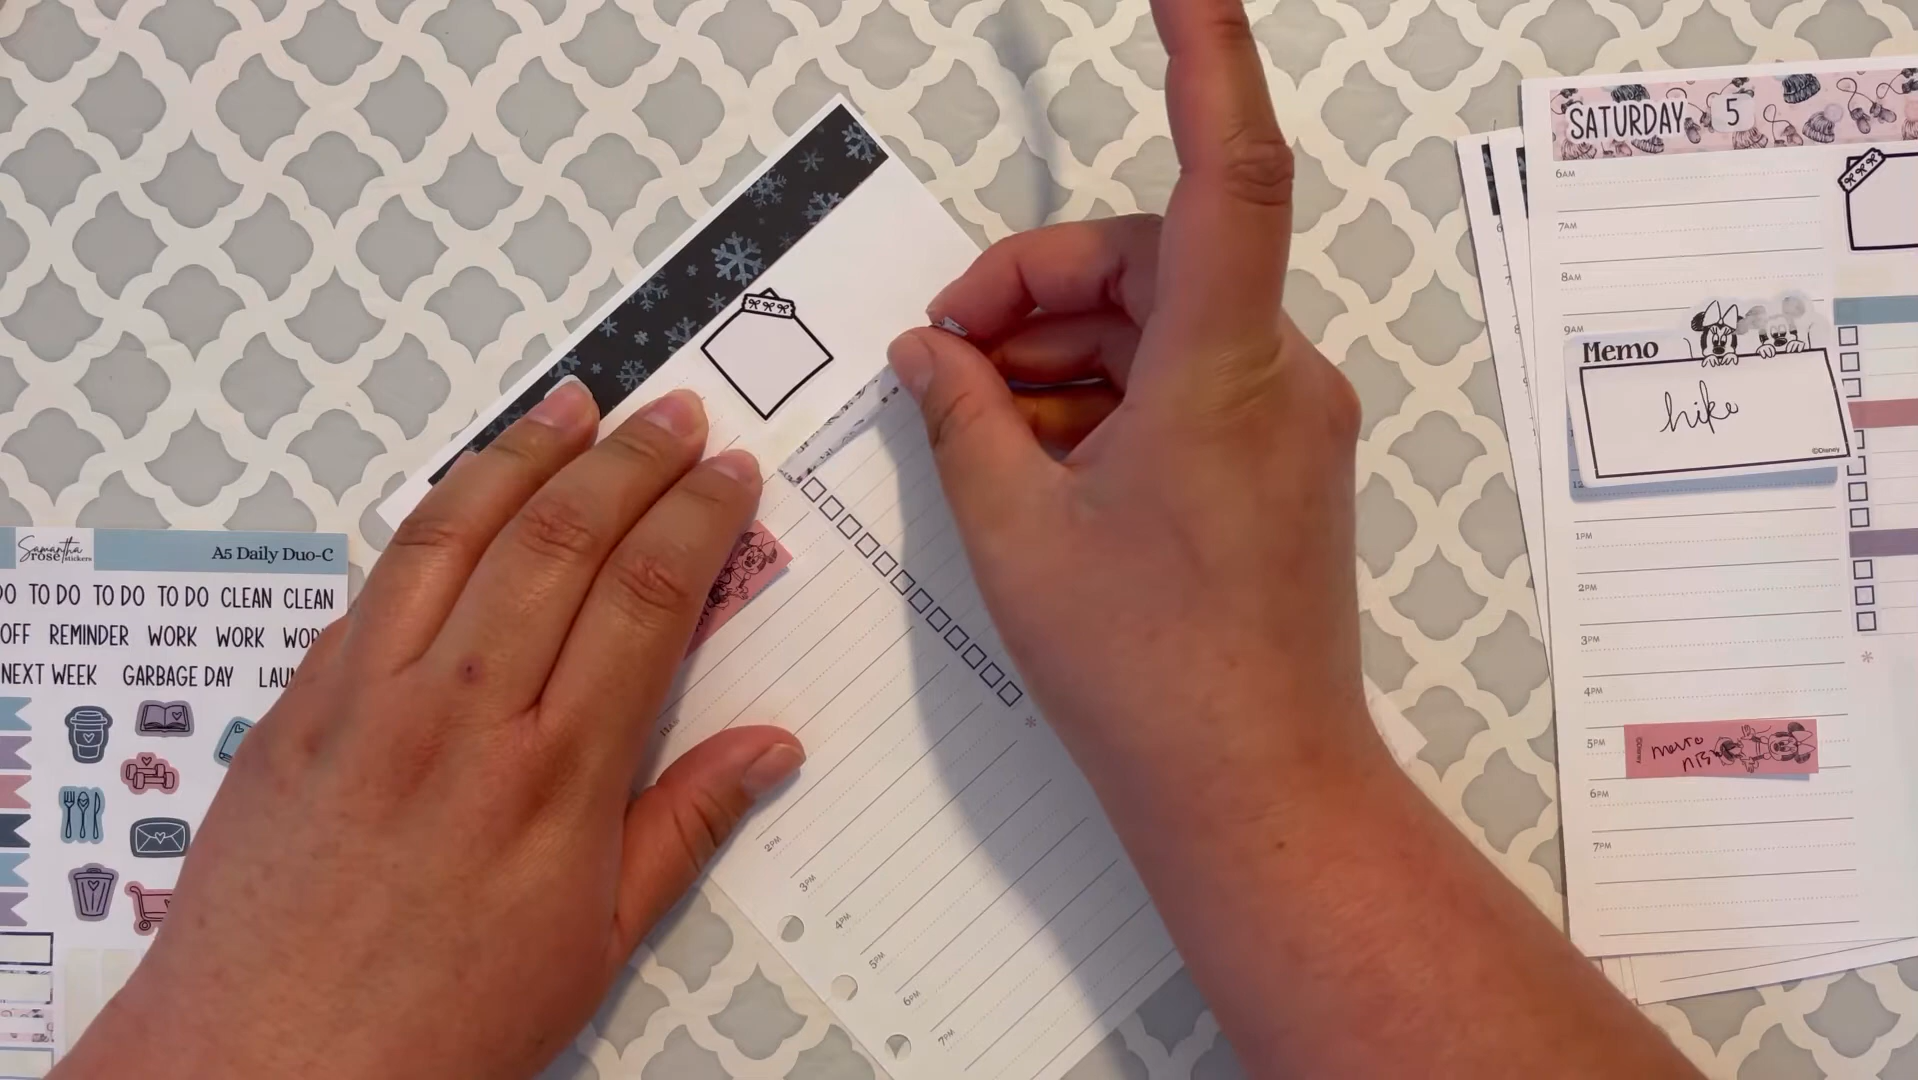 Samantha
rose stickers
A5 Daily Duo-C
TO DO TO DO TO DO CLEAN CLEAN
OFF REMINDER WORK WORK
NEXT WEEK GARBAGE DAY
11AM
2PM
3PM
4PM
5PM
6PM
7PM
SATURDAY 5
6AM
7AM
8AM
9AM
Memo
hike
©Disney
1PM
2PM
3PM
4PM
5PM
©Disney
6PM
7PM